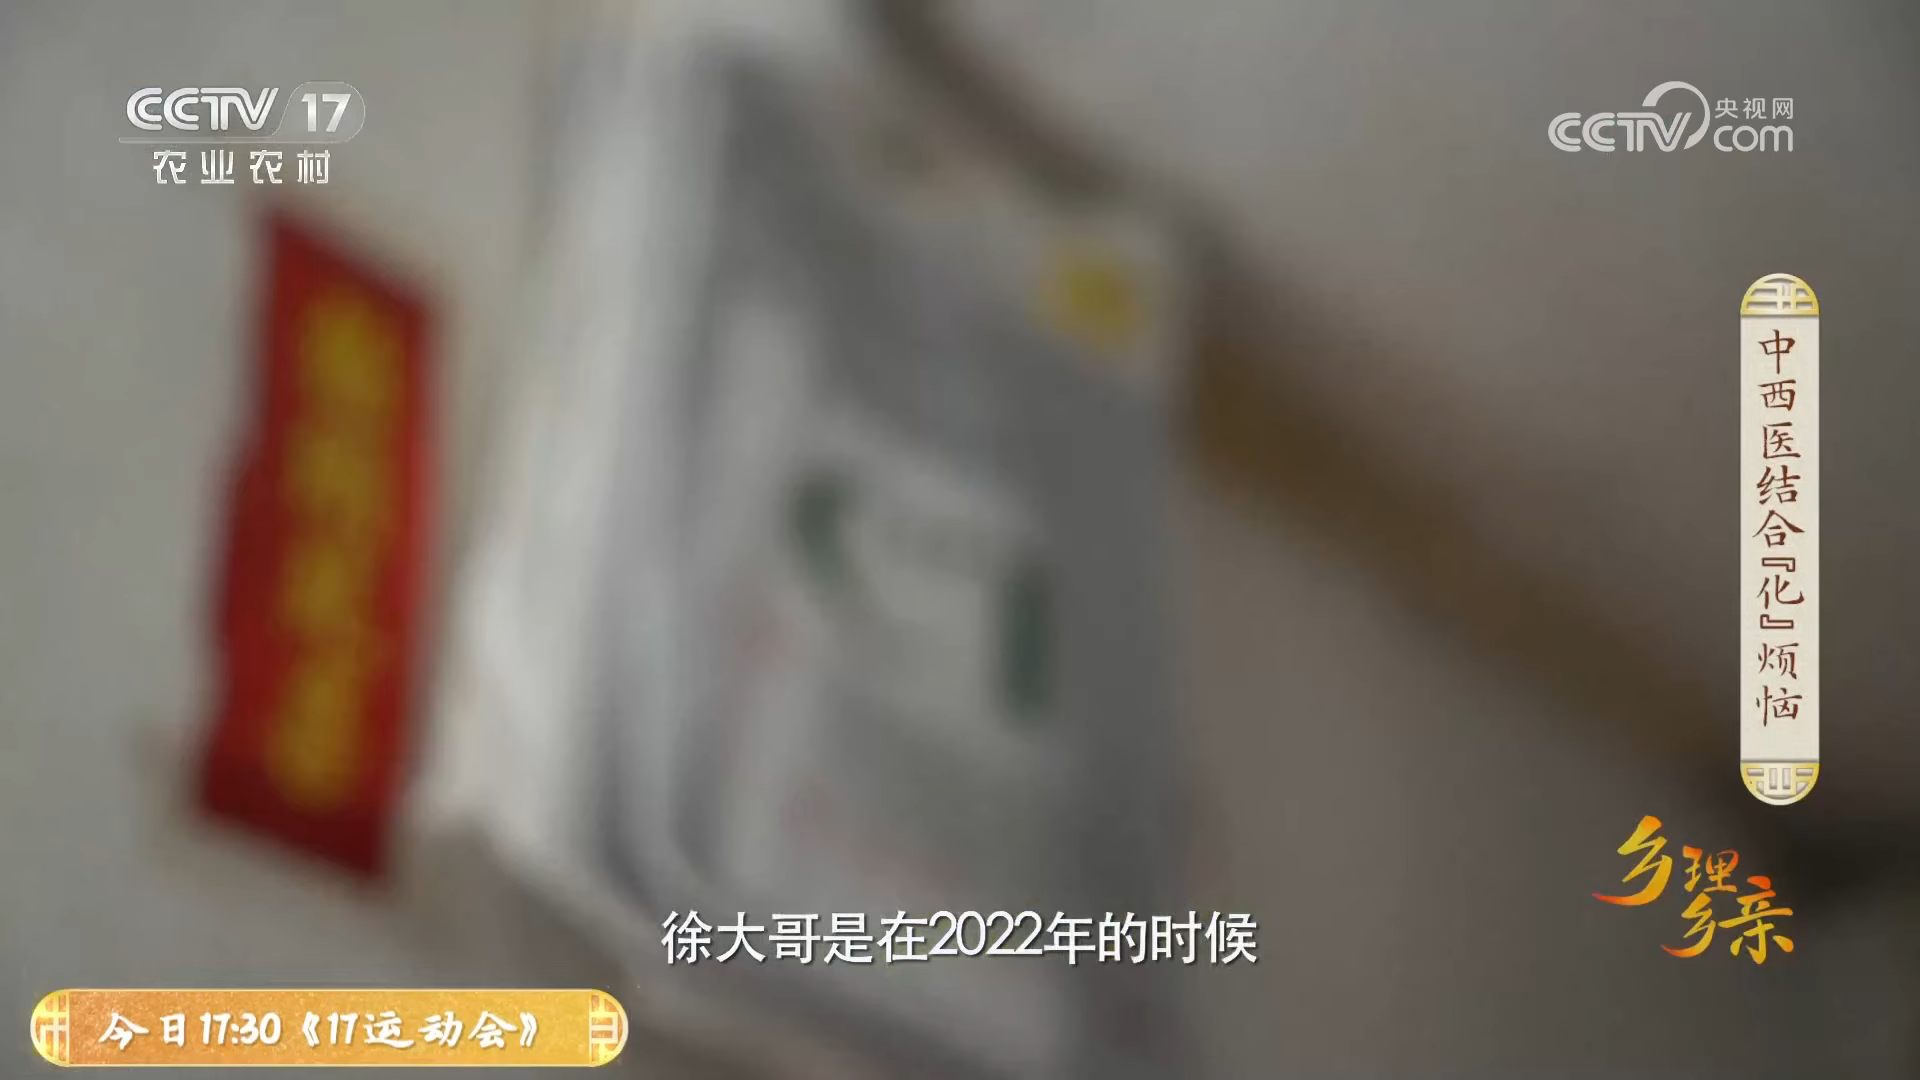 CCTV 17
农业农村
央视网
CCTV com
中西医结合『化』烦恼
乡理
乡亲
徐大哥是在2022年的时候
今日17:30《17运动会》